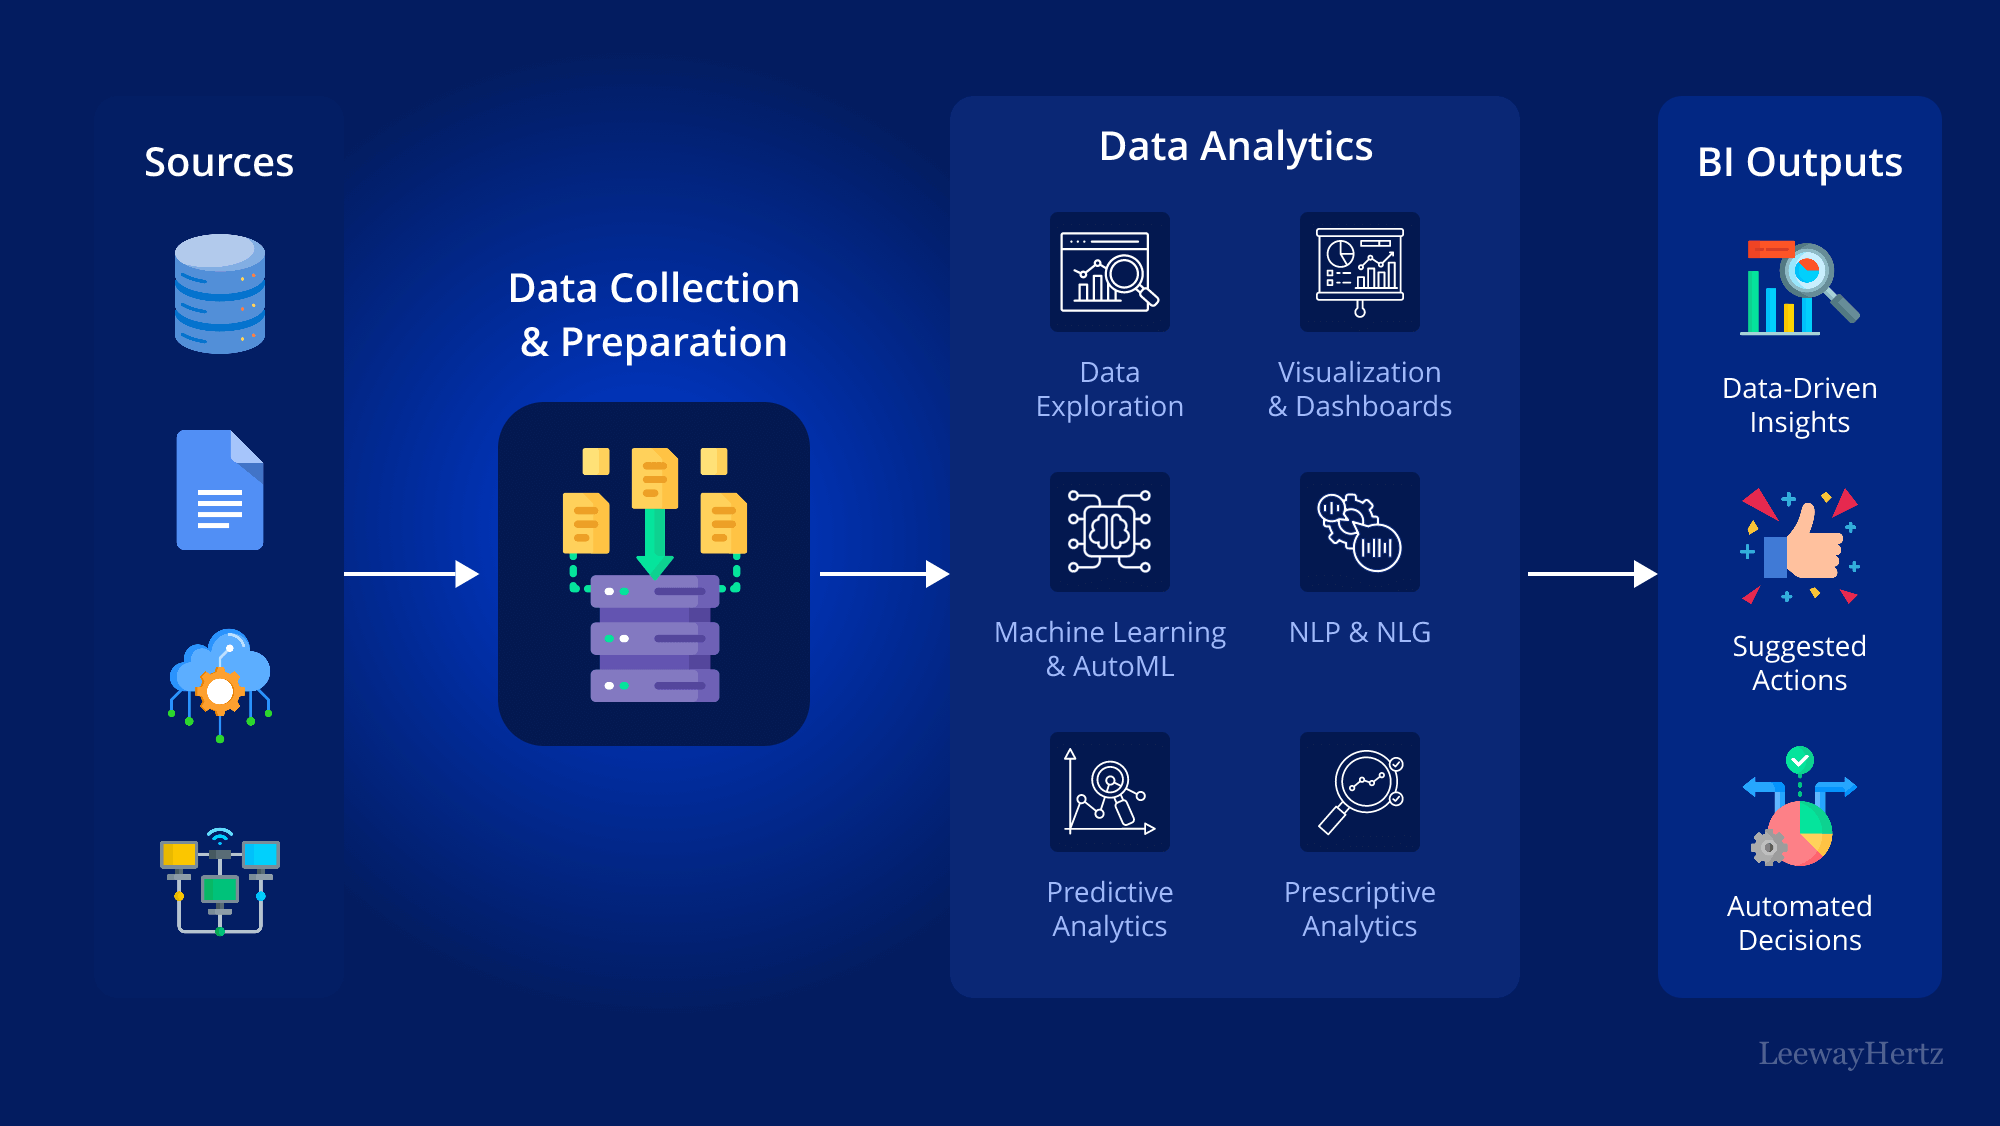 Sources
Data Collection
& Preparation
Data Analytics
Data
Exploration
Visualization
& Dashboards
Machine Learning
& AutoML
NLP & NLG
Predictive
Analytics
Prescriptive
Analytics
BI Outputs
Data-Driven
Insights
Suggested
Actions
Automated
Decisions
LeewayHertz